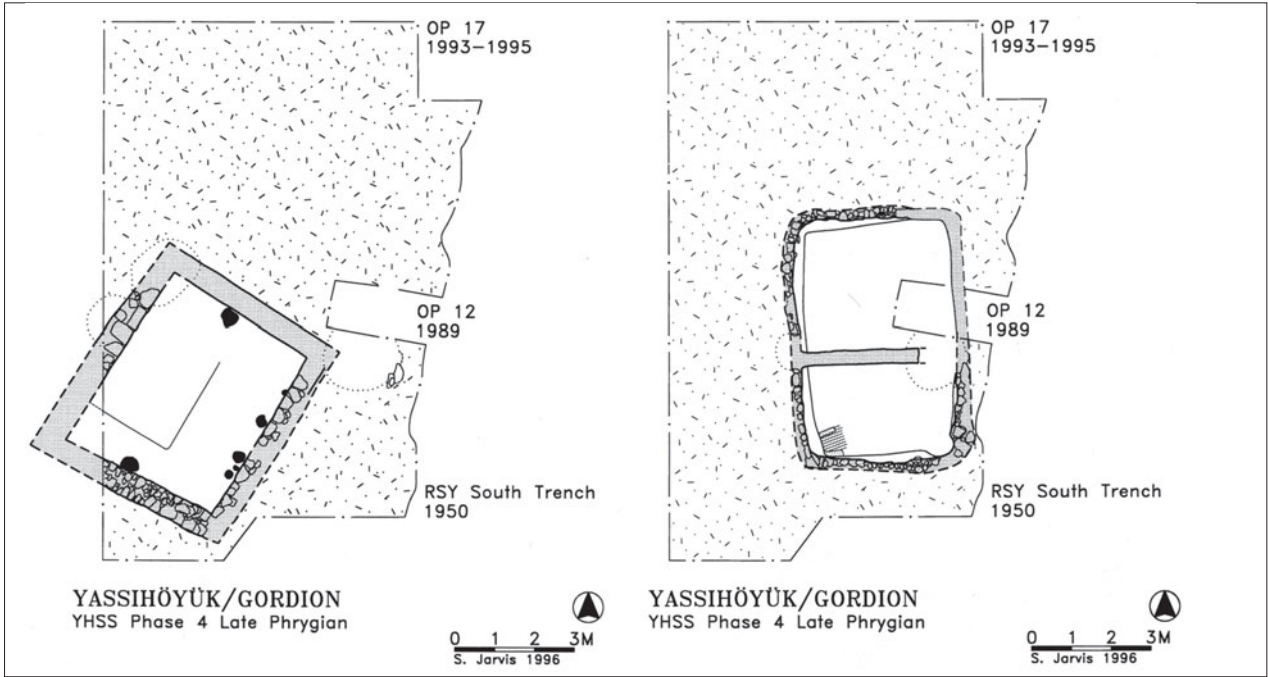 OP 17
1993–1995
OP 12
1989
RSY South Trench
1950
YASSIHÖYÜK/GORDION
YHSS Phase 4 Late Phrygian
0 1 2 3M
S. Jarvis 1996
OP 17
1993–1995
OP 12
1989
RSY South Trench
1950
YASSIHÖYÜK/GORDION
YHSS Phase 4 Late Phrygian
0 1 2 3M
S. Jarvis 1996